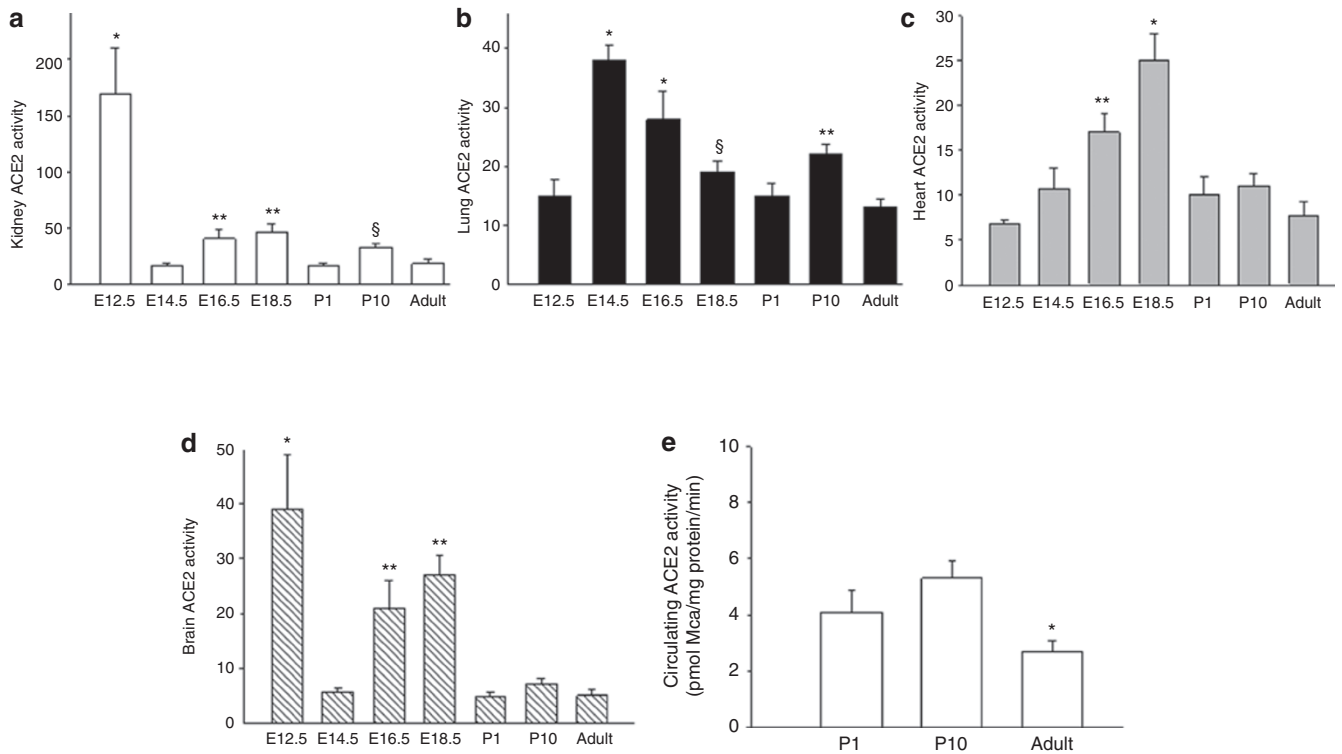 a
Kidney ACE2 activity
200
150
100
50
0
*
**
**
§
E12.5 E14.5 E16.5 E18.5 P1 P10 Adult
b
Lung ACE2 activity
40
30
20
10
0
*
*
§
**
E12.5 E14.5 E16.5 E18.5 P1 P10 Adult
c
Heart ACE2 activity
30
25
20
15
10
5
0
**
*
E12.5 E14.5 E16.5 E18.5 P1 P10 Adult
d
Brain ACE2 activity
50
40
30
20
10
0
*
**
**
E12.5 E14.5 E16.5 E18.5 P1 P10 Adult
e
Circulating ACE2 activity
(pmol Mca/mg protein/min)
10
8
6
4
2
0
*
P1 P10 Adult